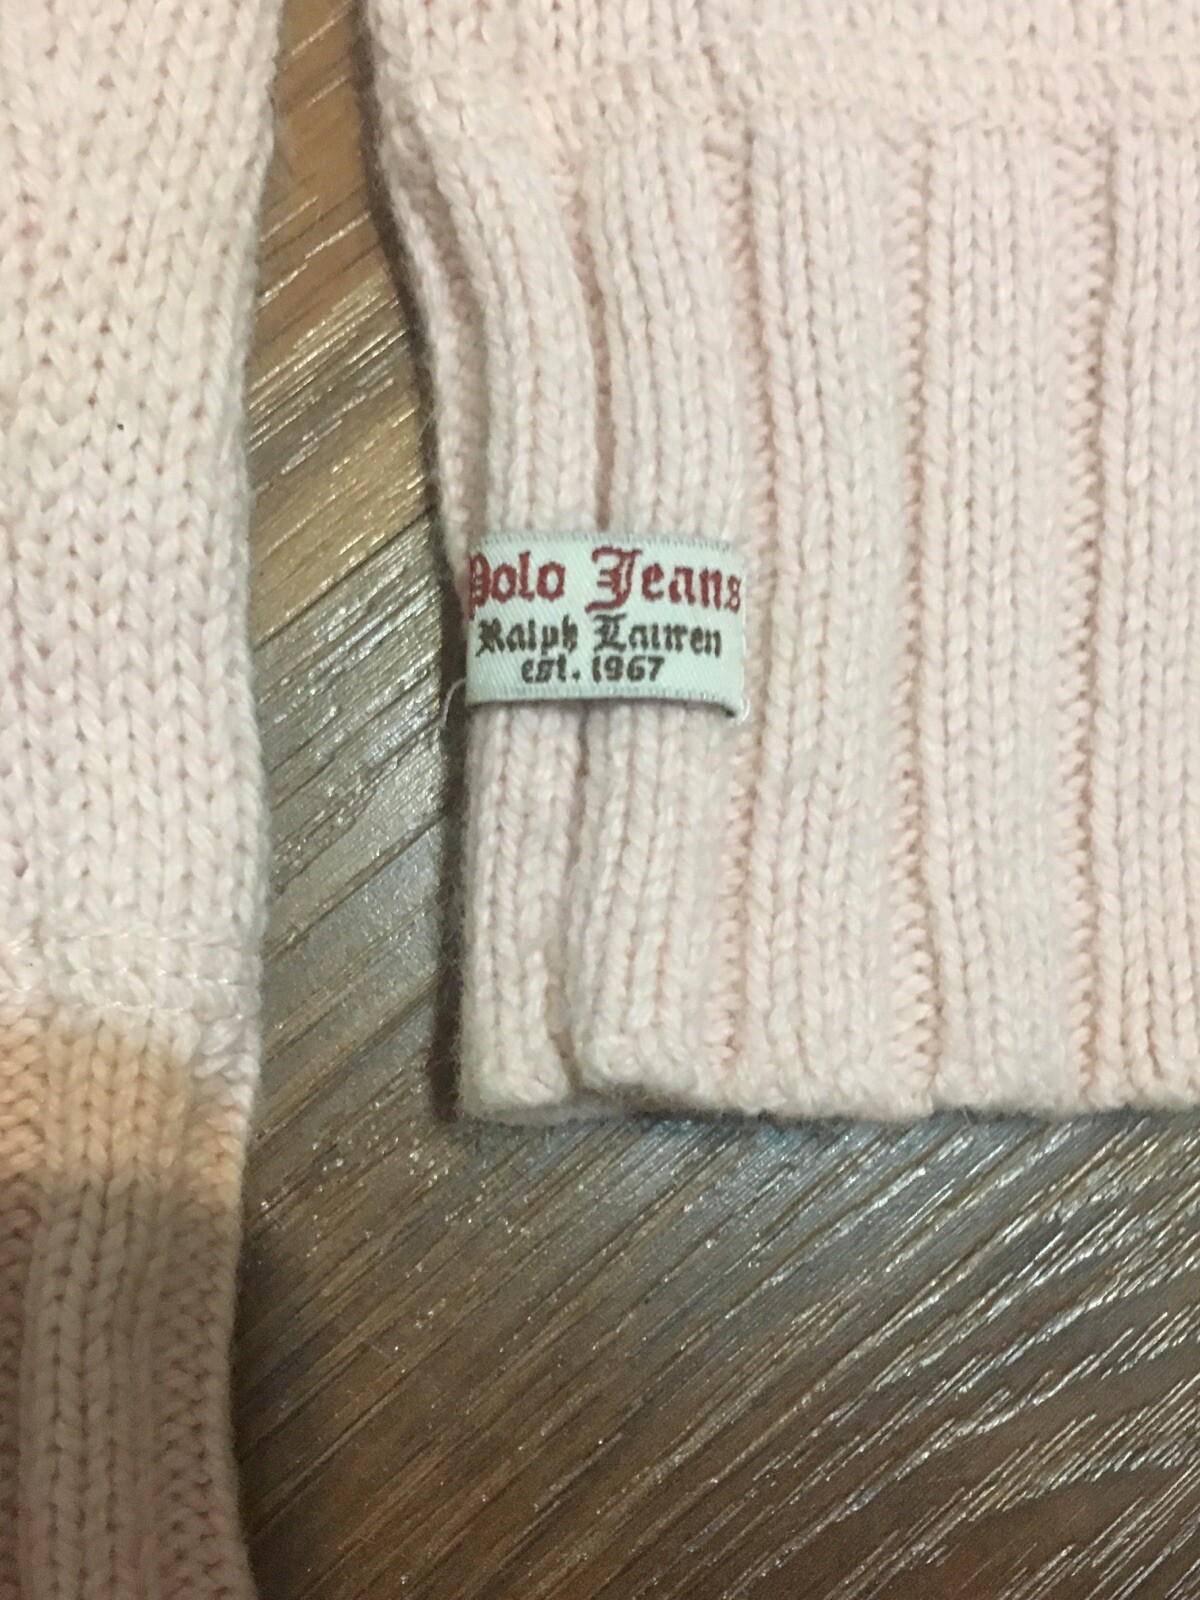 Polo Jeans
Ralph Lauren
est. 1967